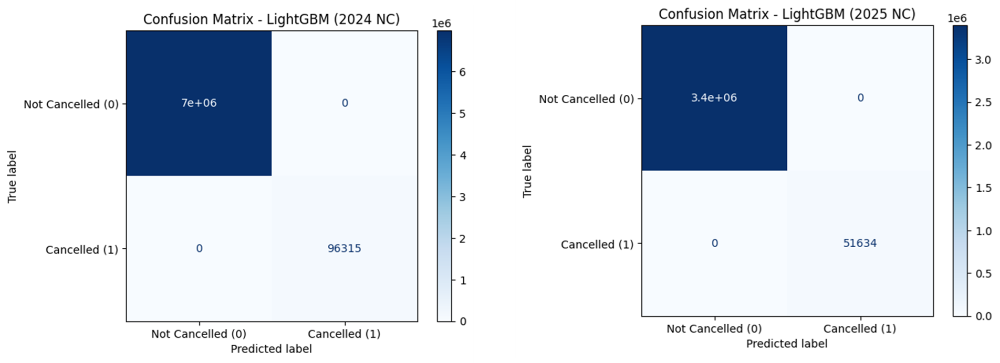 Confusion Matrix - LightGBM (2024 NC)
1e6
Not Cancelled (0)
7e+06
0
True label
Cancelled (1)
0
96315
Not Cancelled (0)
Cancelled (1)
Predicted label
6
5
4
3
2
1
0
Confusion Matrix - LightGBM (2025 NC)
1e6
Not Cancelled (0)
3.4e+06
0
True label
Cancelled (1)
0
51634
Not Cancelled (0)
Cancelled (1)
Predicted label
3.0
2.5
2.0
1.5
1.0
0.5
0.0